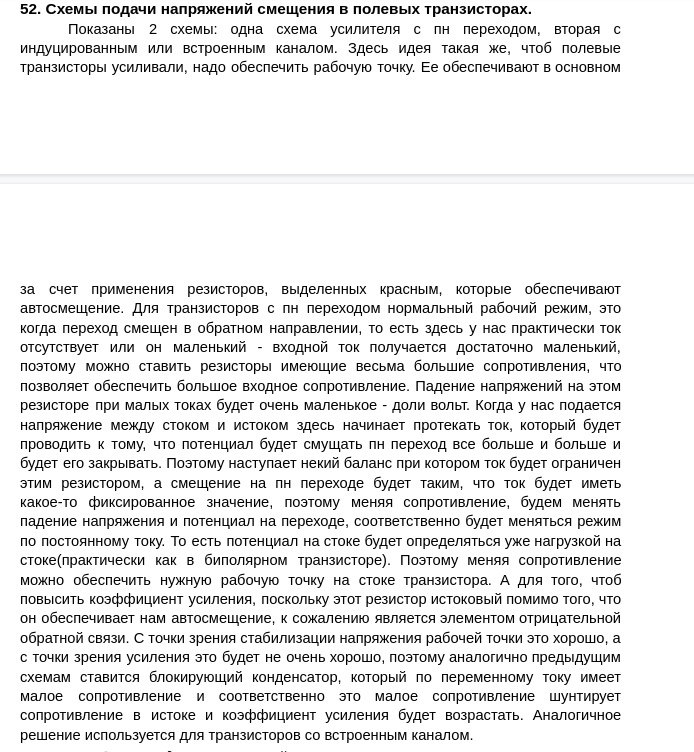 52. Схемы подачи напряжений смещения в полевых транзисторах.
Показаны 2 схемы: одна схема усилителя с пн переходом, вторая с
индуцированным или встроенным каналом. Здесь идея такая же, чтоб полевые
транзисторы усиливали, надо обеспечить рабочую точку. Ее обеспечивают в основном
за счет применения резисторов, выделенных красным, которые обеспечивают
автосмещение. Для транзисторов с пн переходом нормальный рабочий режим, это
когда переход смещен в обратном направлении, то есть здесь у нас практически ток
отсутствует или он маленький - входной ток получается достаточно маленький,
поэтому можно ставить резисторы имеющие весьма большие сопротивления, что
позволяет обеспечить большое входное сопротивление. Падение напряжений на этом
резисторе при малых токах будет очень маленькое - доли вольт. Когда у нас подается
напряжение между стоком и истоком здесь начинает протекать ток, который будет
проводить к тому, что потенциал будет смущать пн переход все больше и больше и
будет его закрывать. Поэтому наступает некий баланс при котором ток будет ограничен
этим резистором, а смещение на пн переходе будет таким, что ток будет иметь
какое-то фиксированное значение, поэтому меняя сопротивление, будем менять
падение напряжения и потенциал на переходе, соответственно будет меняться режим
по постоянному току. То есть потенциал на стоке будет определяться уже нагрузкой на
стоке(практически как в биполярном транзисторе). Поэтому меняя сопротивление
можно обеспечить нужную рабочую точку на стоке транзистора. А для того, чтоб
повысить коэффициент усиления, поскольку этот резистор истоковый помимо того, что
он обеспечивает нам автосмещение, к сожалению является элементом отрицательной
обратной связи. С точки зрения стабилизации напряжения рабочей точки это хорошо, а
с точки зрения усиления это будет не очень хорошо, поэтому аналогично предыдущим
схемам ставится блокирующий конденсатор, который по переменному току имеет
малое сопротивление и соответственно это малое сопротивление шунтирует
сопротивление в истоке и коэффициент усиления будет возрастать. Аналогичное
решение используется для транзисторов со встроенным каналом.